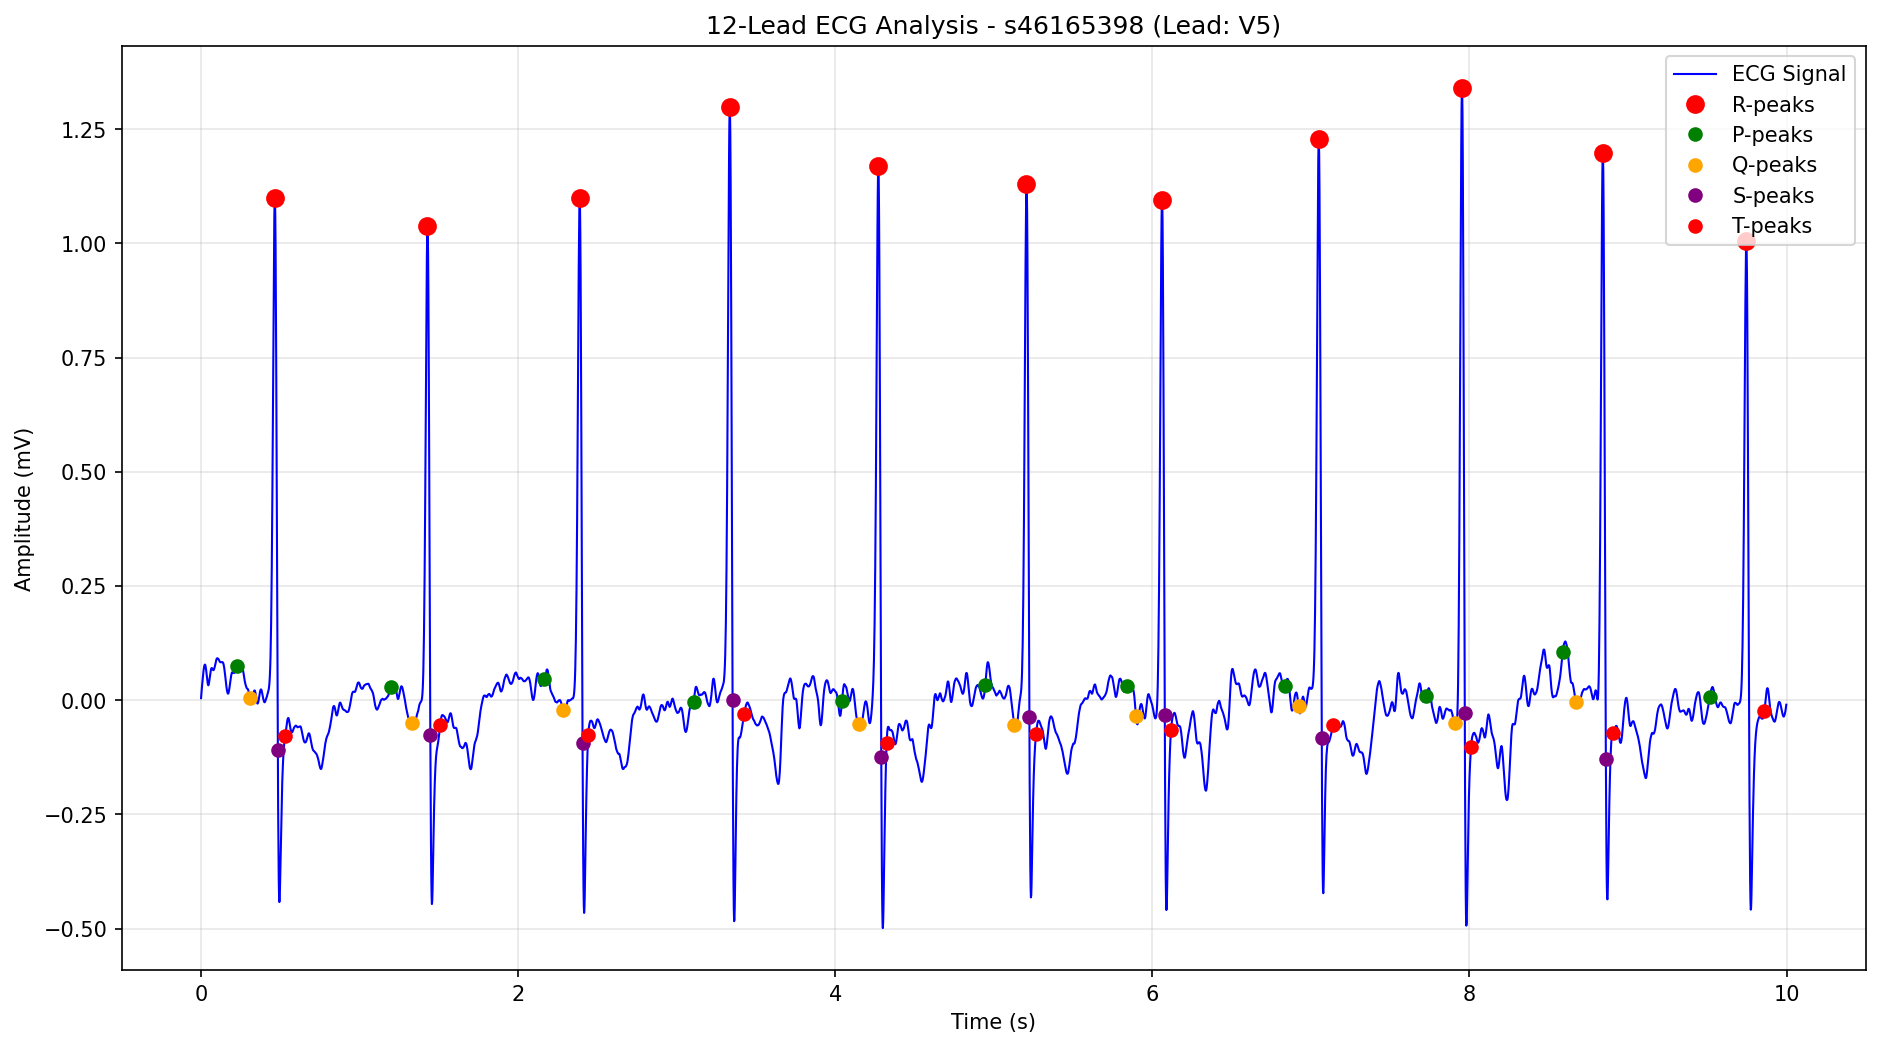 12-Lead ECG Analysis - s46165398 (Lead: V5)
ECG Signal
R-peaks
P-peaks
Q-peaks
S-peaks
T-peaks
Amplitude (mV)
1.25
1.00
0.75
0.50
0.25
0.00
−0.25
−0.50
0 2 4 6 8 10
Time (s)